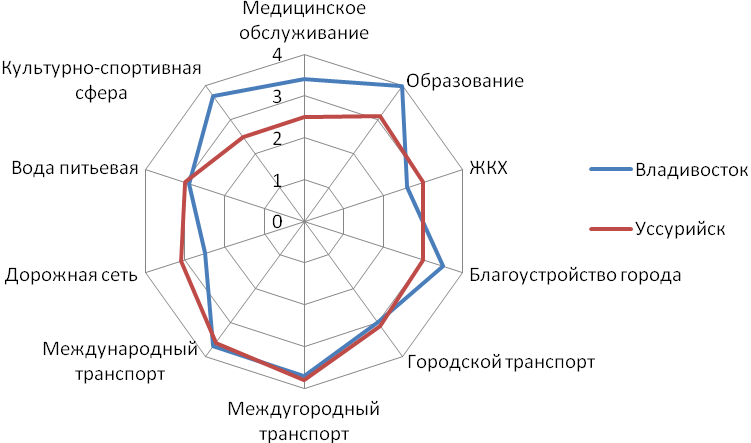 Медицинское
обслуживание
4
Культурно-спортивная
сфера
Образование
3
2
Вода питьевая
ЖКХ
Владивосток
1
0
Уссурийск
Дорожная сеть
Благоустройство города
Международный
транспорт
Городской транспорт
Междугородный
транспорт